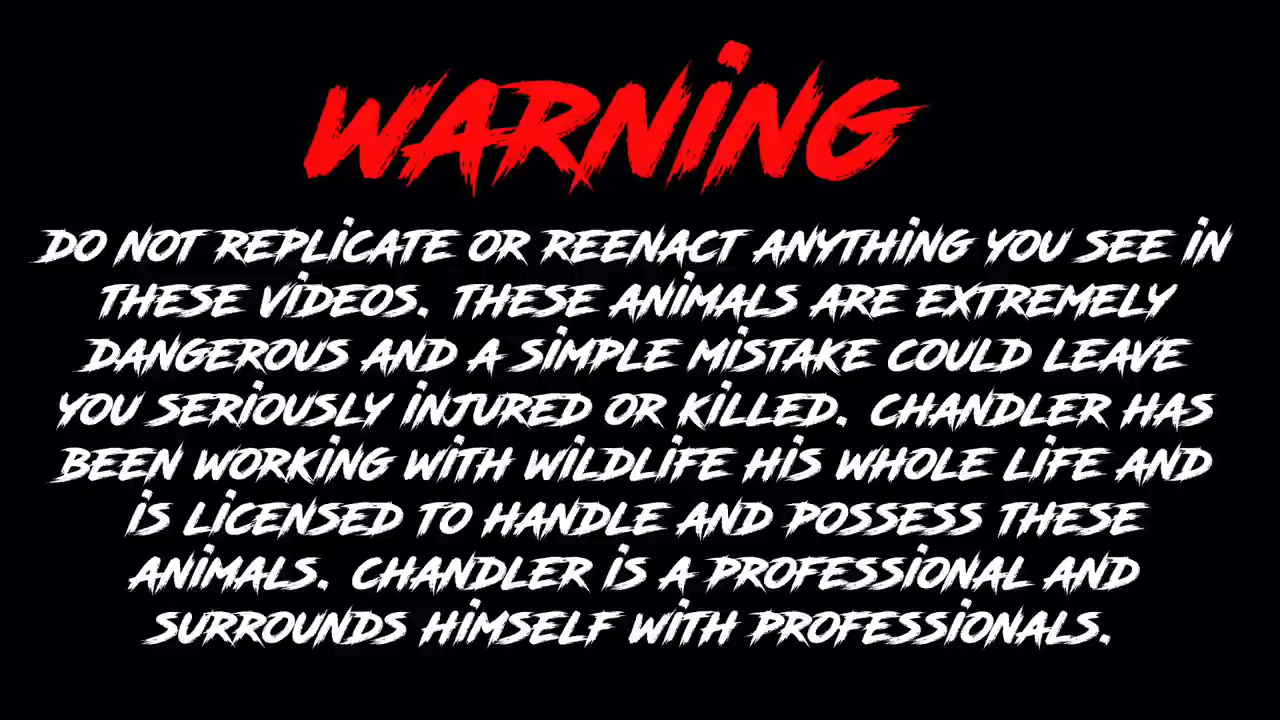 WARNING
DO NOT REPLICATE OR REENACT ANYTHING YOU SEE IN
THESE VIDEOS. THESE ANIMALS ARE EXTREMELY
DANGEROUS AND A SIMPLE MISTAKE COULD LEAVE
YOU SERIOUSLY INJURED OR KILLED. CHANDLER HAS
BEEN WORKING WITH WILDLIFE HIS WHOLE LIFE AND
IS LICENSED TO HANDLE AND POSSESS THESE
ANIMALS. CHANDLER IS A PROFESSIONAL AND
SURROUNDS HIMSELF WITH PROFESSIONALS.